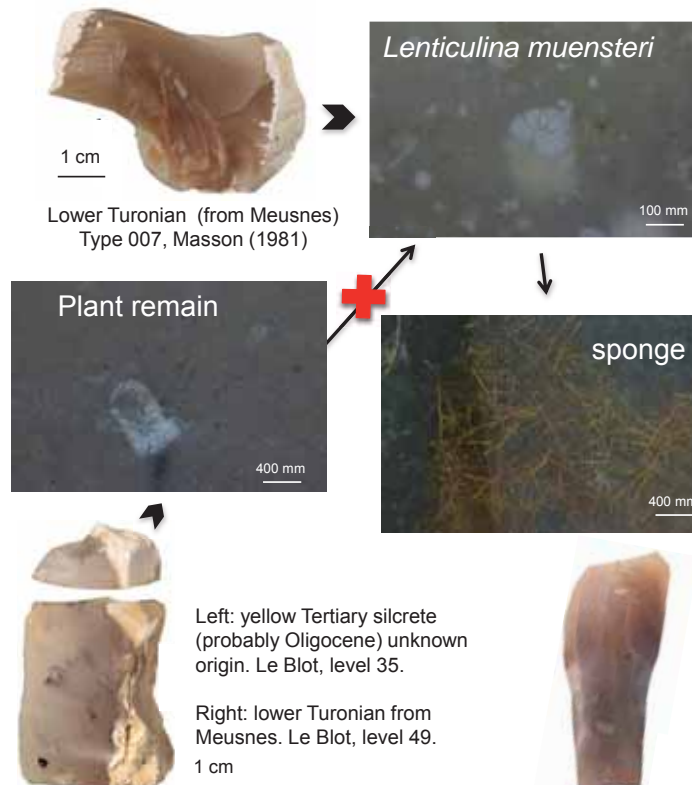 Lenticulina muensteri
1 cm
100 mm
Lower Turonian (from Meusnes)
Type 007, Masson (1981)
Plant remain
400 mm
sponge
400 mm
Left: yellow Tertiary silcrete
(probably Oligocene) unknown
origin. Le Blot, level 35.
Right: lower Turonian from
Meusnes. Le Blot, level 49.
1 cm